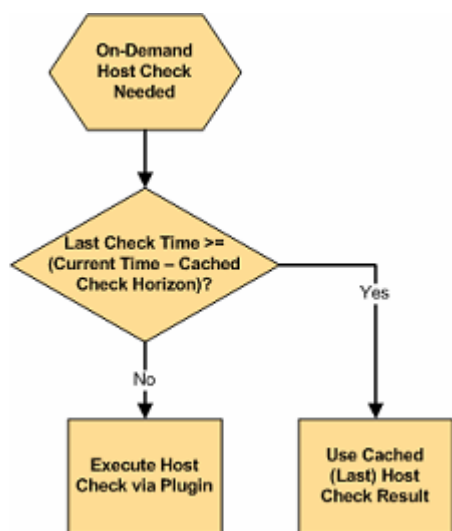 On-Demand
Host Check
Needed
Last Check Time >=
(Current Time – Cached
Check Horizon)?
Yes
No
Execute Host
Check via Plugin
Use Cached
(Last) Host
Check Result